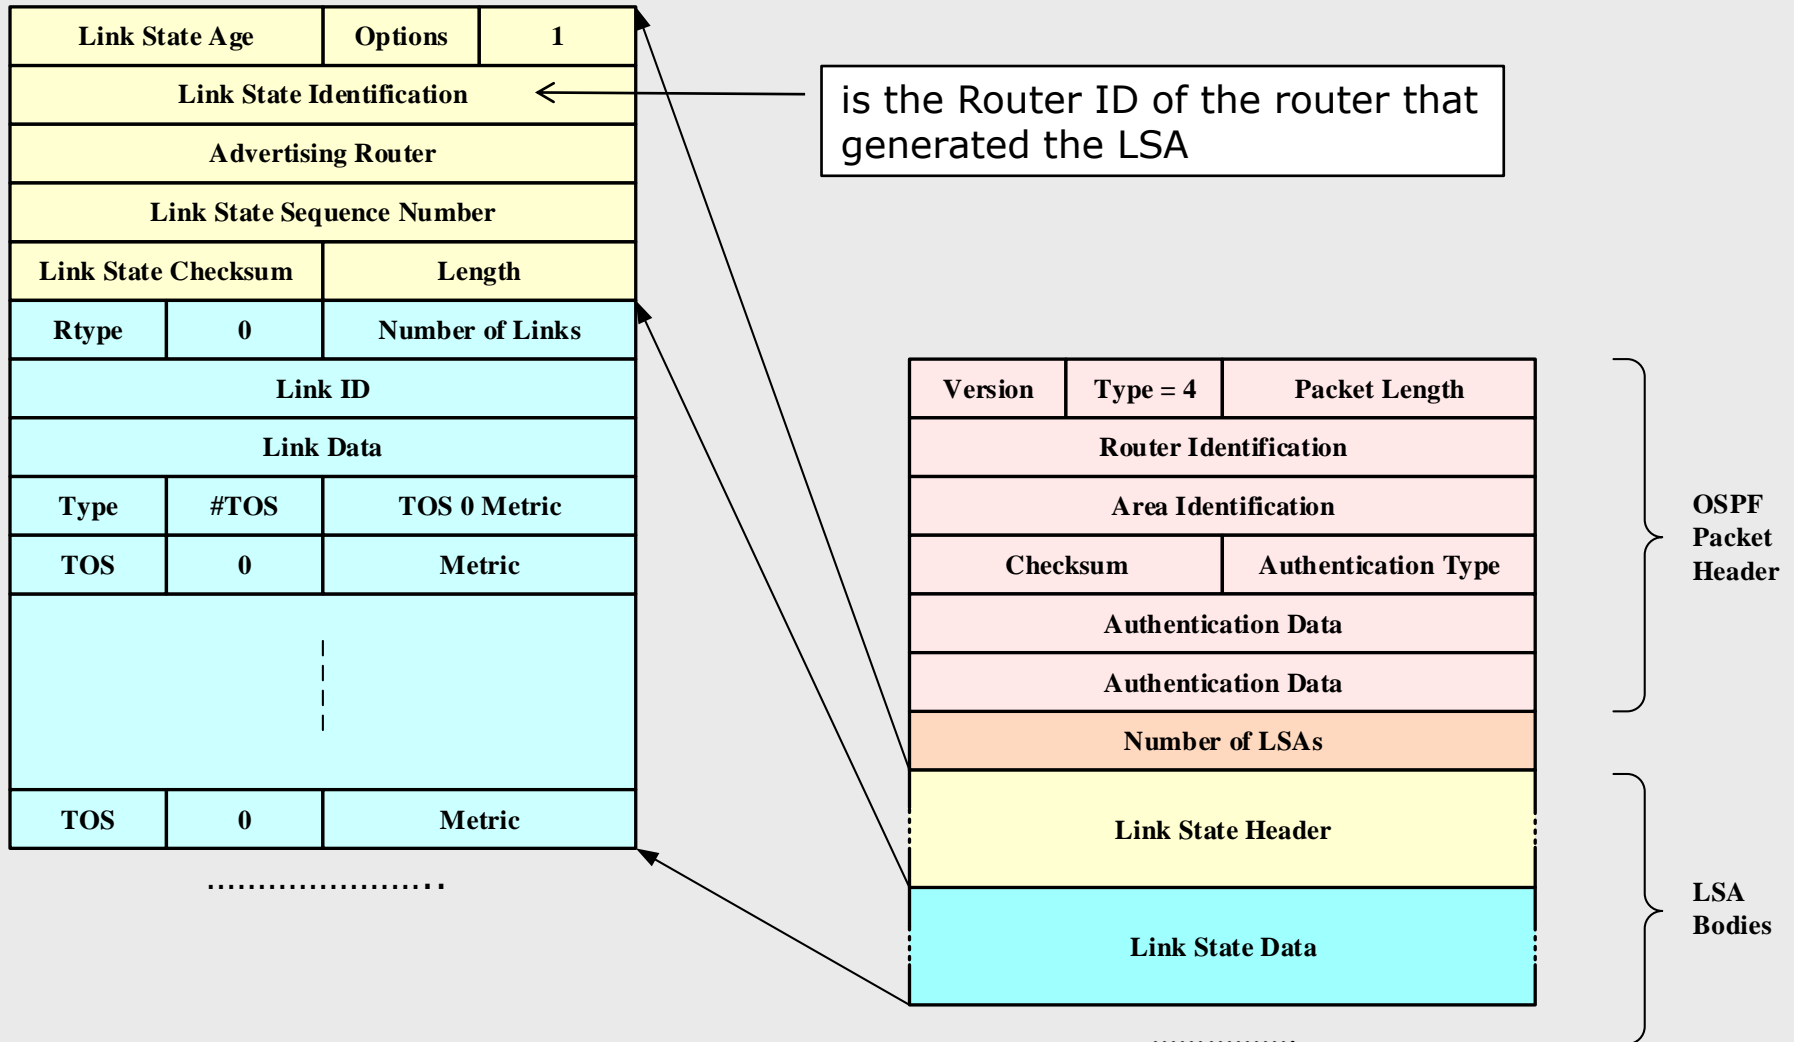 Link State Age Options 1
Link State Identification
is the Router ID of the router that
generated the LSA
Advertising Router
Link State Sequence Number
Link State Checksum Length
Rtype 0 Number of Links
Link ID
Link Data
Type #TOS TOS 0 Metric
TOS 0 Metric
TOS 0 Metric
........................
Version Type = 4 Packet Length
Router Identification
Area Identification
Checksum Authentication Type
Authentication Data
Authentication Data
Number of LSAs
Link State Header
Link State Data
OSPF
Packet
Header
LSA
Bodies